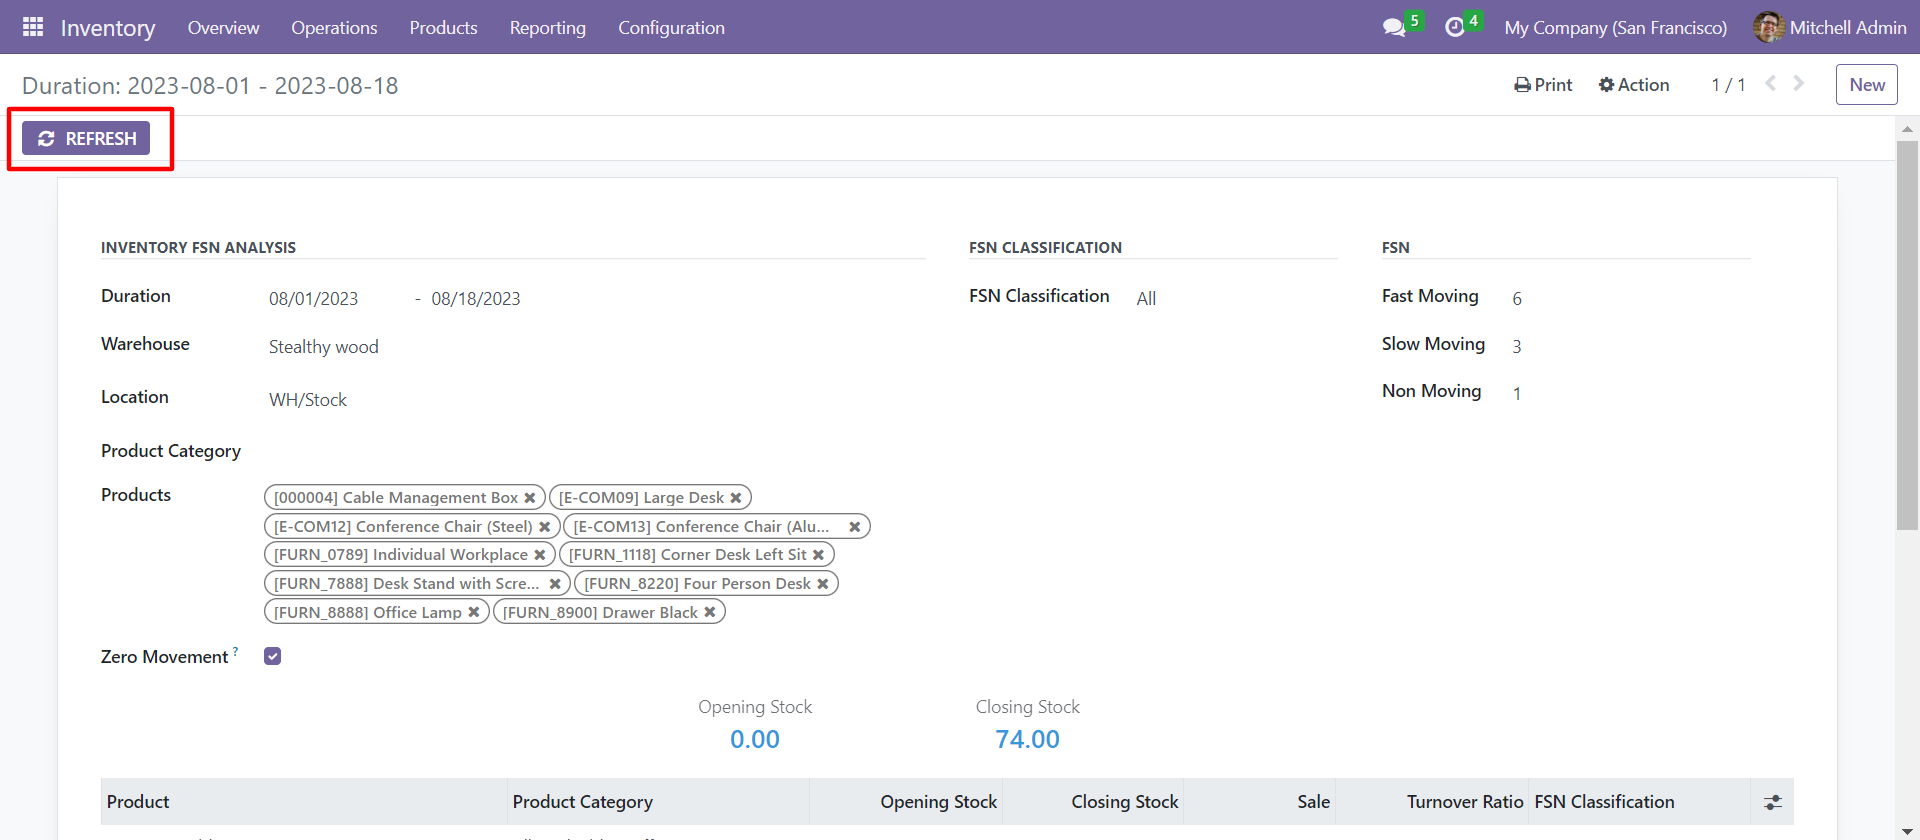 Inventory Overview Operations Products Reporting Configuration 5 4 My Company (San Francisco) Mitchell Admin
Duration: 2023-08-01 - 2023-08-18 Print Action 1 / 1 New
REFRESH
INVENTORY FSN ANALYSIS FSN CLASSIFICATION FSN
Duration 08/01/2023 - 08/18/2023 FSN Classification All Fast Moving 6
Warehouse Stealthy wood Slow Moving 3
Location WH/Stock Non Moving 1
Product Category
Products [000004] Cable Management Box [E-COM09] Large Desk
[E-COM12] Conference Chair (Steel) [E-COM13] Conference Chair (Alu...
[FURN_0789] Individual Workplace [FURN_1118] Corner Desk Left Sit
[FURN_7888] Desk Stand with Scre... [FURN_8220] Four Person Desk
[FURN_8888] Office Lamp [FURN_8900] Drawer Black
Zero Movement ?
Opening Stock Closing Stock
0.00 74.00
Product Product Category Opening Stock Closing Stock Sale Turnover Ratio FSN Classification